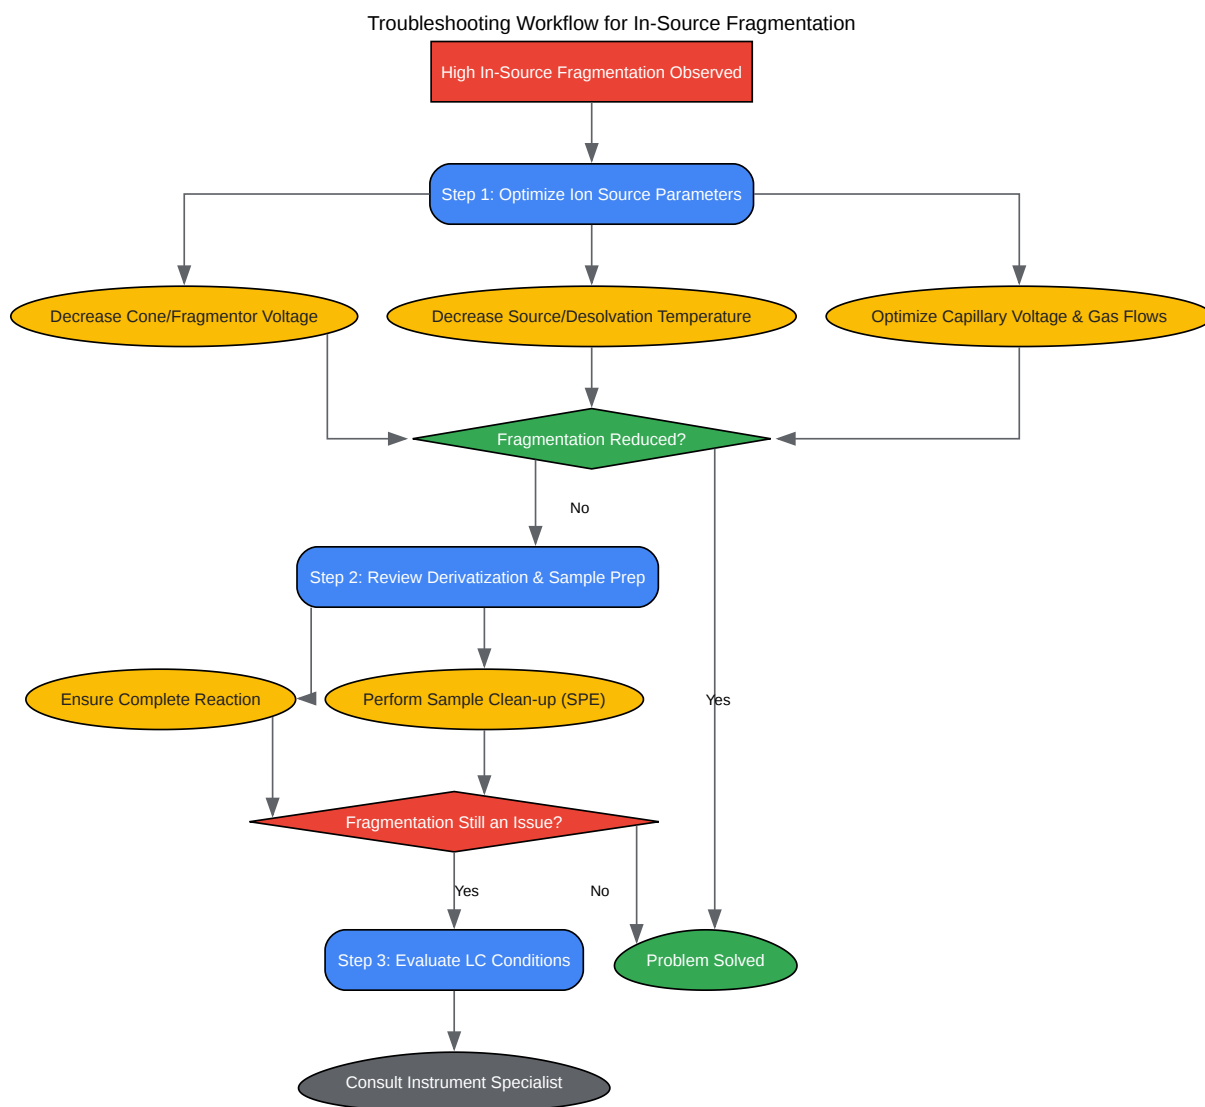 Troubleshooting Workflow for In-Source Fragmentation
High In-Source Fragmentation Observed
Step 1: Optimize Ion Source Parameters
Decrease Cone/Fragmentor Voltage
Decrease Source/Desolvation Temperature
Optimize Capillary Voltage & Gas Flows
Fragmentation Reduced?
No
Step 2: Review Derivatization & Sample Prep
Ensure Complete Reaction
Perform Sample Clean-up (SPE)
Yes
Fragmentation Still an Issue?
Yes
No
Step 3: Evaluate LC Conditions
Problem Solved
Consult Instrument Specialist